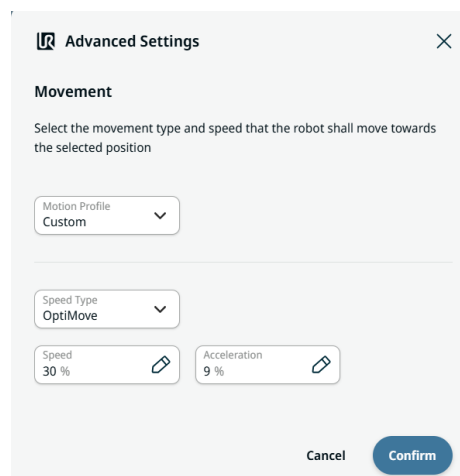 UR Advanced Settings
Movement
Select the movement type and speed that the robot shall move towards
the selected position
Motion Profile
Custom
Speed Type
OptiMove
Speed
30 %
Acceleration
9 %
Cancel
Confirm